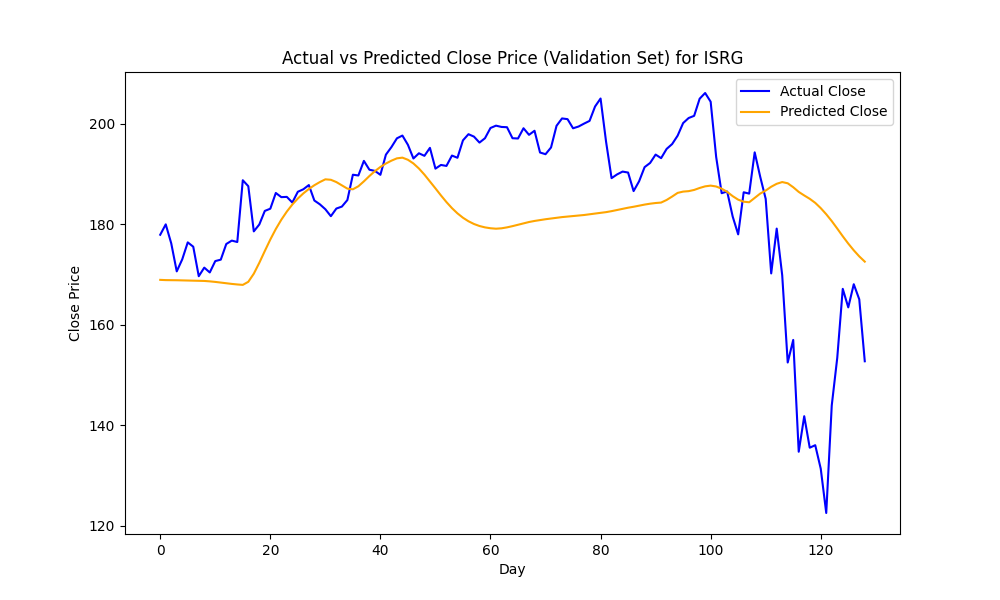 Actual vs Predicted Close Price (Validation Set) for ISRG
Actual Close
Predicted Close
Close Price
200
180
160
140
120
0 20 40 60 80 100 120
Day